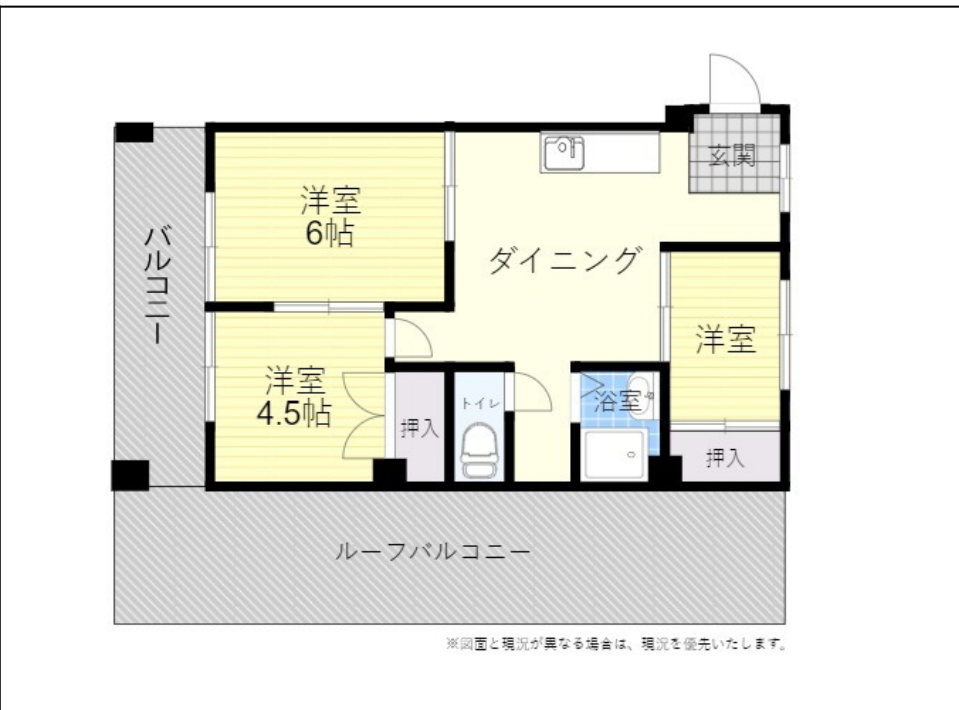 玄関
洋室
6帖
ダイニング
バルコニー
洋室
洋室
4.5帖
トイレ
浴室
押入
押入
ルーフバルコニー
※図面と現況が異なる場合は、現況を優先いたします。